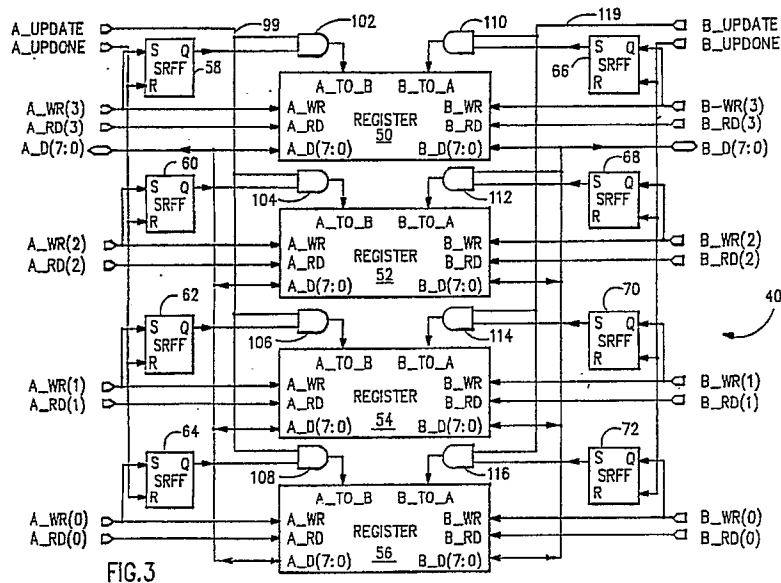 A_UPDATE 99 102 110 119 B_UPDATE
A_UPDONE B_UPDONE
S Q SRFF R 58
66 S Q SRFF R
A_TO_B B_TO_A
A_WR(3) A_WR REGISTER B_WR B-WR(3)
A_RD(3) A_RD 50 B_RD B_RD(3)
A_D(7:0) A_D(7:0) B_D(7:0) B_D(7:0)
60 68
S Q SRFF R
104 112
S Q SRFF R
A_TO_B B_TO_A
A_WR(2) A_WR REGISTER B_WR B_WR(2)
A_RD(2) A_RD 52 B_RD B_RD(2)
A_D(7:0) B_D(7:0)
62 70
S Q SRFF R
106 114
S Q SRFF R
40
A_TO_B B_TO_A
A_WR(1) A_WR REGISTER B_WR B_WR(1)
A_RD(1) A_RD 54 B_RD B_RD(1)
A_D(7:0) B_D(7:0)
64 72
S Q SRFF R
108 116
S Q SRFF R
A_TO_B B_TO_A
A_WR(0) A_WR REGISTER B_WR B_WR(0)
A_RD(0) A_RD 56 B_RD B_RD(0)
A_D(7:0) B_D(7:0)
FIG.3